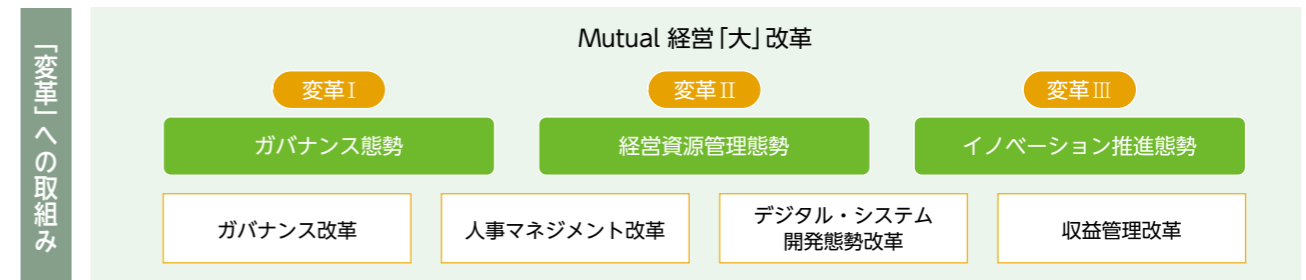 「変革」への取組み
Mutual 経営「大」改革
変革Ⅰ
変革Ⅱ
変革Ⅲ
ガバナンス態勢
経営資源管理態勢
イノベーション推進態勢
ガバナンス改革
人事マネジメント改革
デジタル・システム
開発態勢改革
収益管理改革